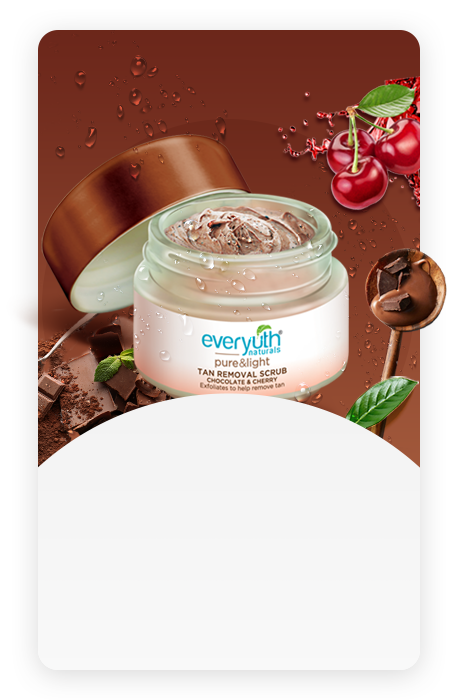 everyuth®
naturals
pure&light
TAN REMOVAL SCRUB
CHOCOLATE & CHERRY
Exfoliates to help remove tan